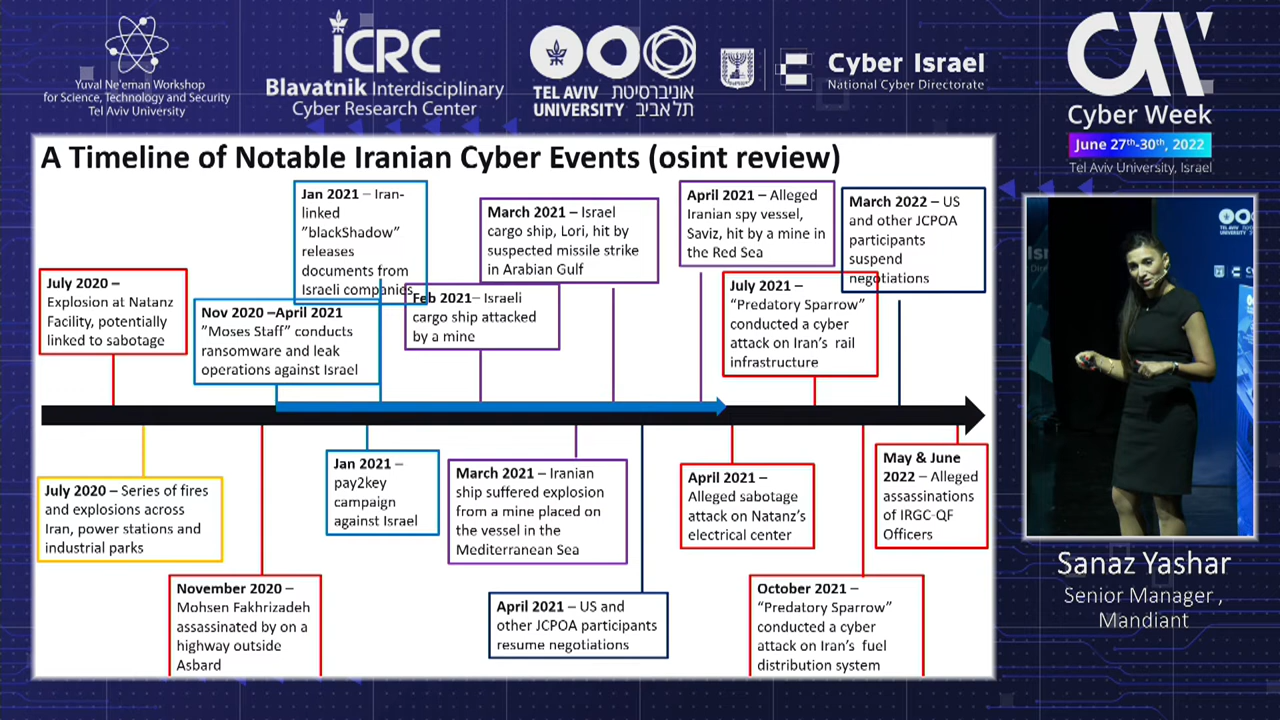 Yuval Ne'eman Workshop
for Science, Technology and Security
Tel Aviv University
iCRC
Blavatnik Interdisciplinary
Cyber Research Center
TEL AVIV אוניברסיטת
UNIVERSITY תל אביב
Cyber Israel
National Cyber Directorate
Cyber Week
June 27th-30th, 2022
Tel Aviv University, Israel
A Timeline of Notable Iranian Cyber Events (osint review)
July 2020 –
Explosion at Natanz
Facility, potentially
linked to sabotage
Nov 2020 –April 2021
"Moses Staff" conducts
ransomware and leak
operations against Israel
Jan 2021 – Iran-
linked
"blackShadow"
releases
documents from
Israeli companies
Feb 2021– Israeli
cargo ship attacked
by a mine
March 2021 – Israel
cargo ship, Lori, hit by
suspected missile strike
in Arabian Gulf
April 2021 – Alleged
Iranian spy vessel,
Saviz, hit by a mine in
the Red Sea
July 2021 –
"Predatory Sparrow"
conducted a cyber
attack on Iran's rail
infrastructure
March 2022 – US
and other JCPOA
participants
suspend
negotiations
July 2020 – Series of fires
and explosions across
Iran, power stations and
industrial parks
November 2020 –
Mohsen Fakhrizadeh
assassinated by on a
highway outside
Asbard
Jan 2021 –
pay2key
campaign
against Israel
March 2021 – Iranian
ship suffered explosion
from a mine placed on
the vessel in the
Mediterranean Sea
April 2021 – US and
other JCPOA participants
resume negotiations
April 2021 –
Alleged sabotage
attack on Natanz's
electrical center
October 2021 –
"Predatory Sparrow"
conducted a cyber
attack on Iran's fuel
distribution system
May & June
2022 – Alleged
assassinations
of IRGC-QF
Officers
Sanaz Yashar
Senior Manager ,
Mandiant